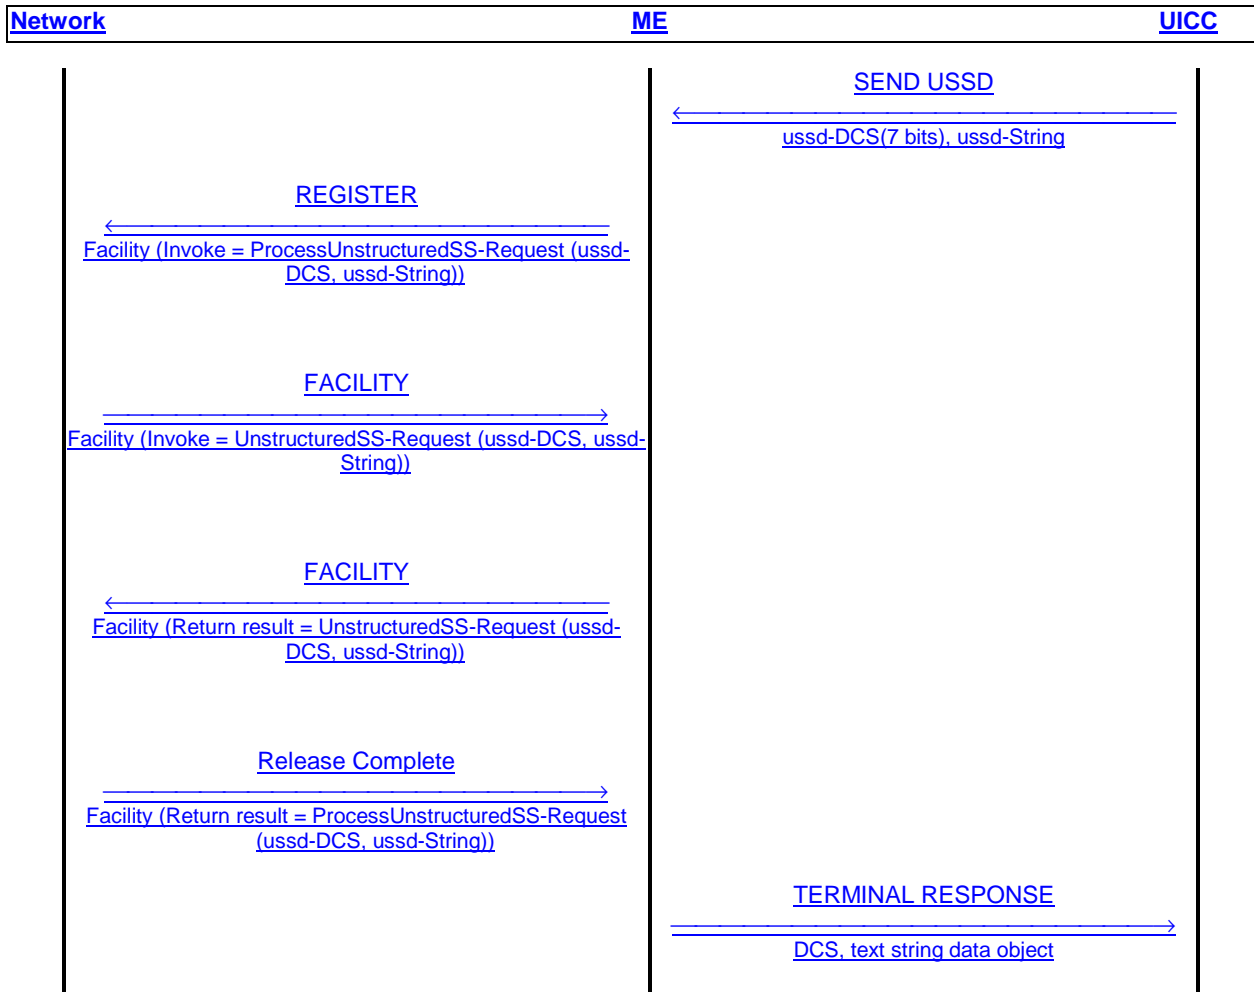 Network ME UICC
SEND USSD
ussd-DCS(7 bits), ussd-String
REGISTER
Facility (Invoke = ProcessUnstructuredSS-Request (ussd-
DCS, ussd-String))
FACILITY
Facility (Invoke = UnstructuredSS-Request (ussd-DCS, ussd-
String))
FACILITY
Facility (Return result = UnstructuredSS-Request (ussd-
DCS, ussd-String))
Release Complete
Facility (Return result = ProcessUnstructuredSS-Request
(ussd-DCS, ussd-String))
TERMINAL RESPONSE
DCS, text string data object